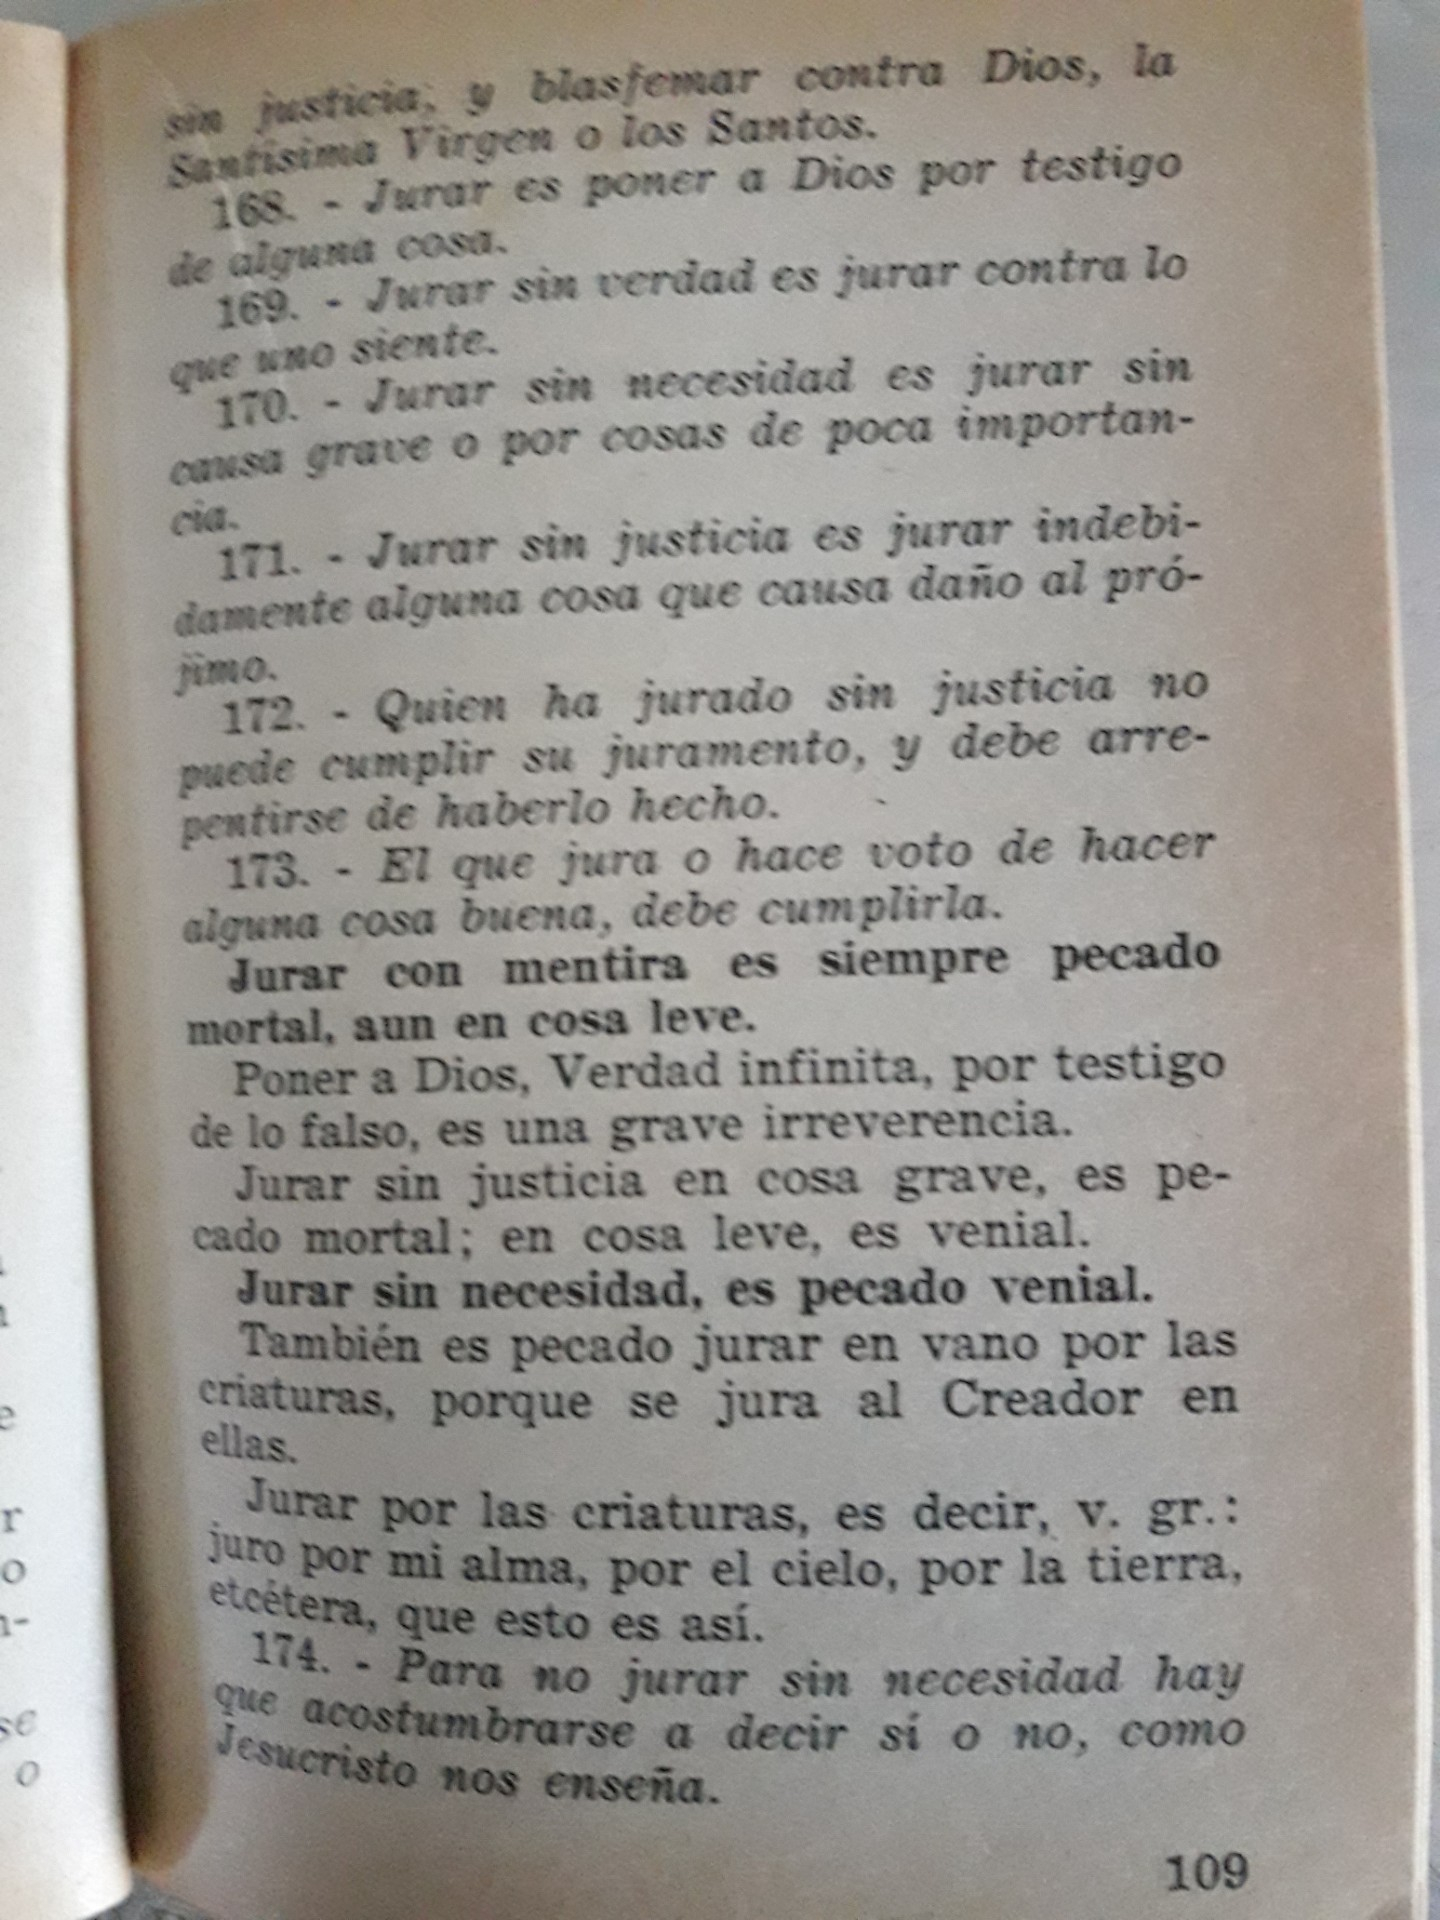 sin justicia, y blasfemar contra Dios, la
Santísima Virgen o los Santos.
168. - Jurar es poner a Dios por testigo
de alguna cosa.
169. - Jurar sin verdad es jurar contra lo
que uno siente.
170. - Jurar sin necesidad es jurar sin
causa grave o por cosas de poca importan-
cia.
171. - Jurar sin justicia es jurar indebi-
damente alguna cosa que causa daño al pró-
jimo.
172. - Quien ha jurado sin justicia no
puede cumplir su juramento, y debe arre-
pentirse de haberlo hecho.
173. - El que jura o hace voto de hacer
alguna cosa buena, debe cumplirla.
Jurar con mentira es siempre pecado
mortal, aun en cosa leve.
Poner a Dios, Verdad infinita, por testigo
de lo falso, es una grave irreverencia.
Jurar sin justicia en cosa grave, es pe-
cado mortal; en cosa leve, es venial.
Jurar sin necesidad, es pecado venial.
También es pecado jurar en vano por las
criaturas, porque se jura al Creador en
ellas.
Jurar por las criaturas, es decir, v. gr.:
juro por mi alma, por el cielo, por la tierra,
etcétera, que esto es así.
174. - Para no jurar sin necesidad hay
que acostumbrarse a decir sí o no, como
Jesucristo nos enseña.
109